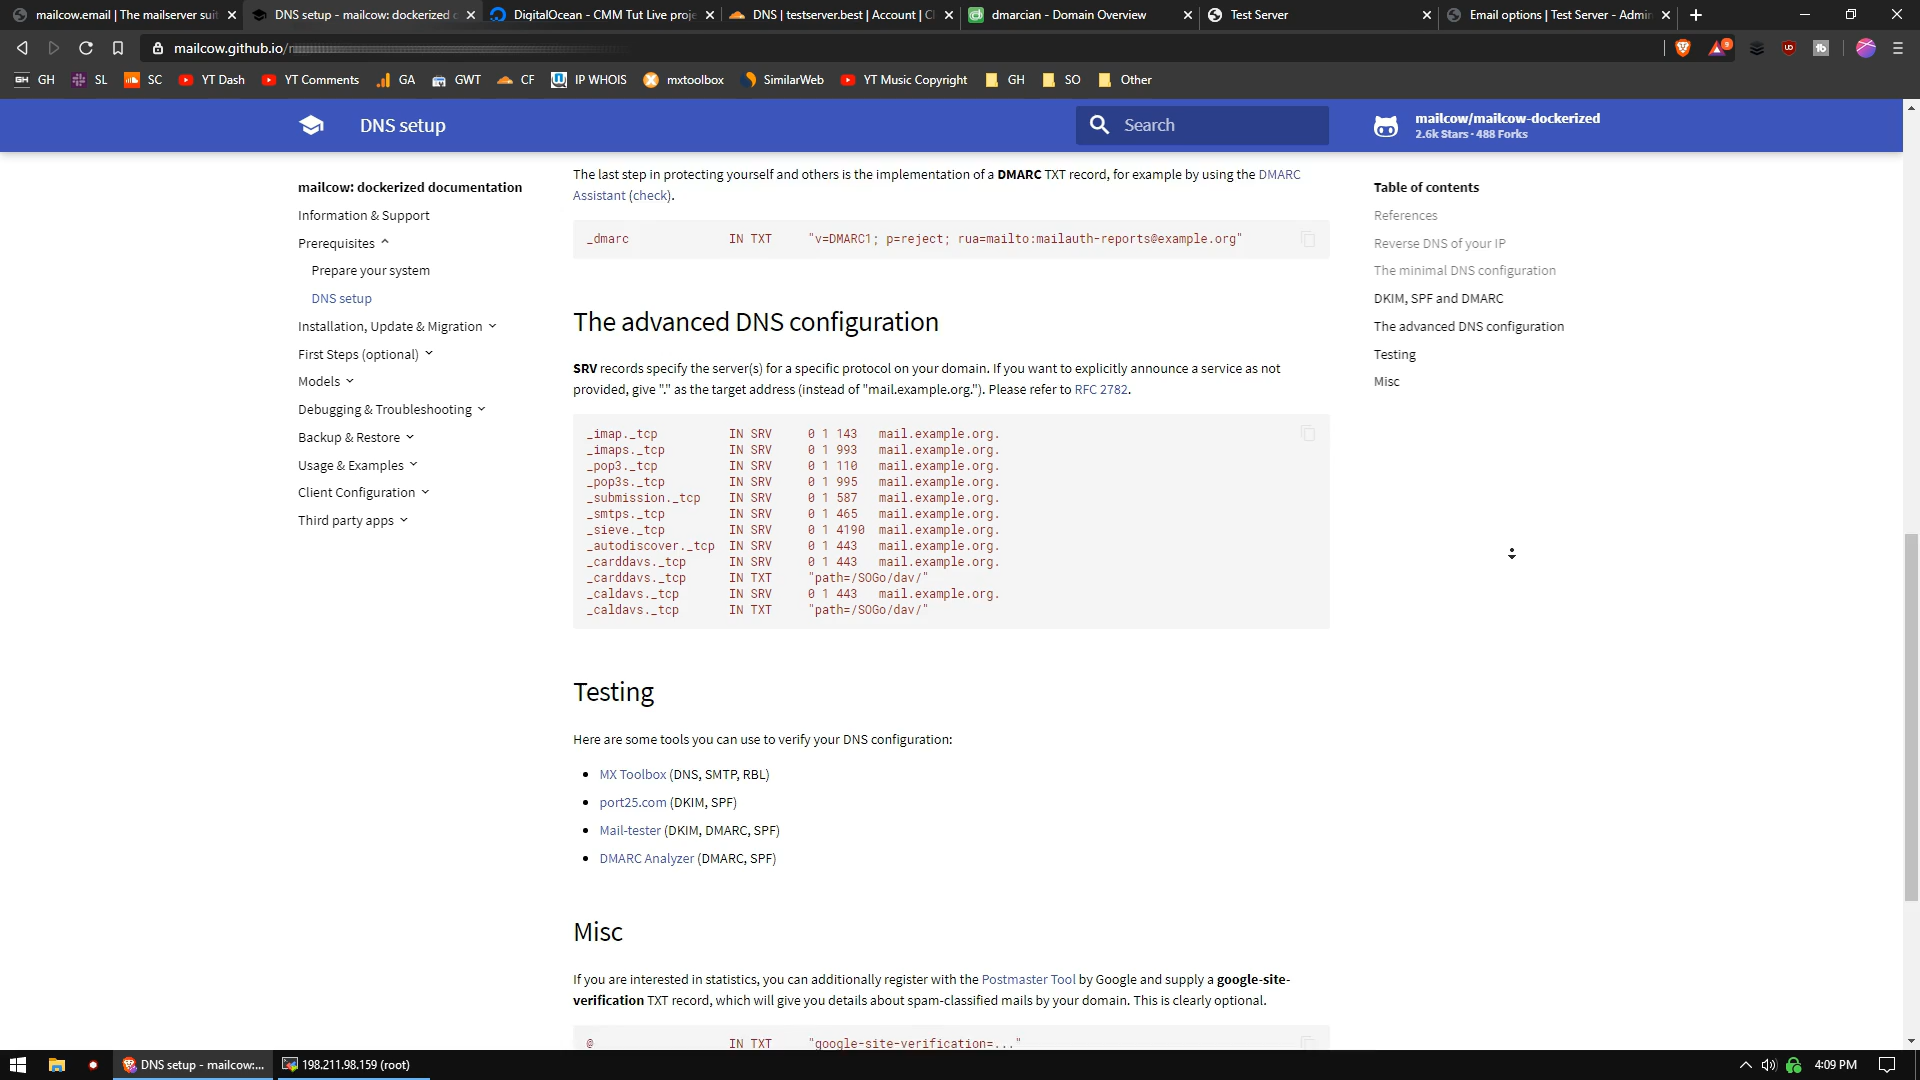 mailcow.email | The mailserver suit
DNS setup - mailcow: dockerized d
DigitalOcean - CMM Tut Live proje
DNS | testserver.best | Account | Cl
dmarcian - Domain Overview
Test Server
Email options | Test Server - Admin
mailcow.github.io/
9
GH
SL
SC
YT Dash
YT Comments
GA
GWT
CF
IP WHOIS
mxtoolbox
SimilarWeb
YT Music Copyright
GH
SO
Other
DNS setup
Search
mailcow/mailcow-dockerized
2.6k Stars · 488 Forks
mailcow: dockerized documentation
Information & Support
Prerequisites
Prepare your system
DNS setup
Installation, Update & Migration
First Steps (optional)
Models
Debugging & Troubleshooting
Backup & Restore
Usage & Examples
Client Configuration
Third party apps
The last step in protecting yourself and others is the implementation of a DMARC TXT record, for example by using the DMARC
Assistant (check).
_dmarc IN TXT "v=DMARC1; p=reject; rua=mailto:mailauth-reports@example.org"
The advanced DNS configuration
SRV records specify the server(s) for a specific protocol on your domain. If you want to explicitly announce a service as not
provided, give "." as the target address (instead of "mail.example.org."). Please refer to RFC 2782.
_imap._tcp IN SRV 0 1 143 mail.example.org.
_imaps._tcp IN SRV 0 1 993 mail.example.org.
_pop3._tcp IN SRV 0 1 110 mail.example.org.
_pop3s._tcp IN SRV 0 1 995 mail.example.org.
_submission._tcp IN SRV 0 1 587 mail.example.org.
_smtps._tcp IN SRV 0 1 465 mail.example.org.
_sieve._tcp IN SRV 0 1 4190 mail.example.org.
_autodiscover._tcp IN SRV 0 1 443 mail.example.org.
_carddavs._tcp IN SRV 0 1 443 mail.example.org.
_carddavs._tcp IN TXT "path=/SOGo/dav/"
_caldavs._tcp IN SRV 0 1 443 mail.example.org.
_caldavs._tcp IN TXT "path=/SOGo/dav/"
Testing
Here are some tools you can use to verify your DNS configuration:
• MX Toolbox (DNS, SMTP, RBL)
• port25.com (DKIM, SPF)
• Mail-tester (DKIM, DMARC, SPF)
• DMARC Analyzer (DMARC, SPF)
Misc
If you are interested in statistics, you can additionally register with the Postmaster Tool by Google and supply a google-site-
verification TXT record, which will give you details about spam-classified mails by your domain. This is clearly optional.
@ IN TXT "google-site-verification=..."
Table of contents
References
Reverse DNS of your IP
The minimal DNS configuration
DKIM, SPF and DMARC
The advanced DNS configuration
Testing
Misc
DNS setup - mailcow:...
198.211.98.159 (root)
4:09 PM